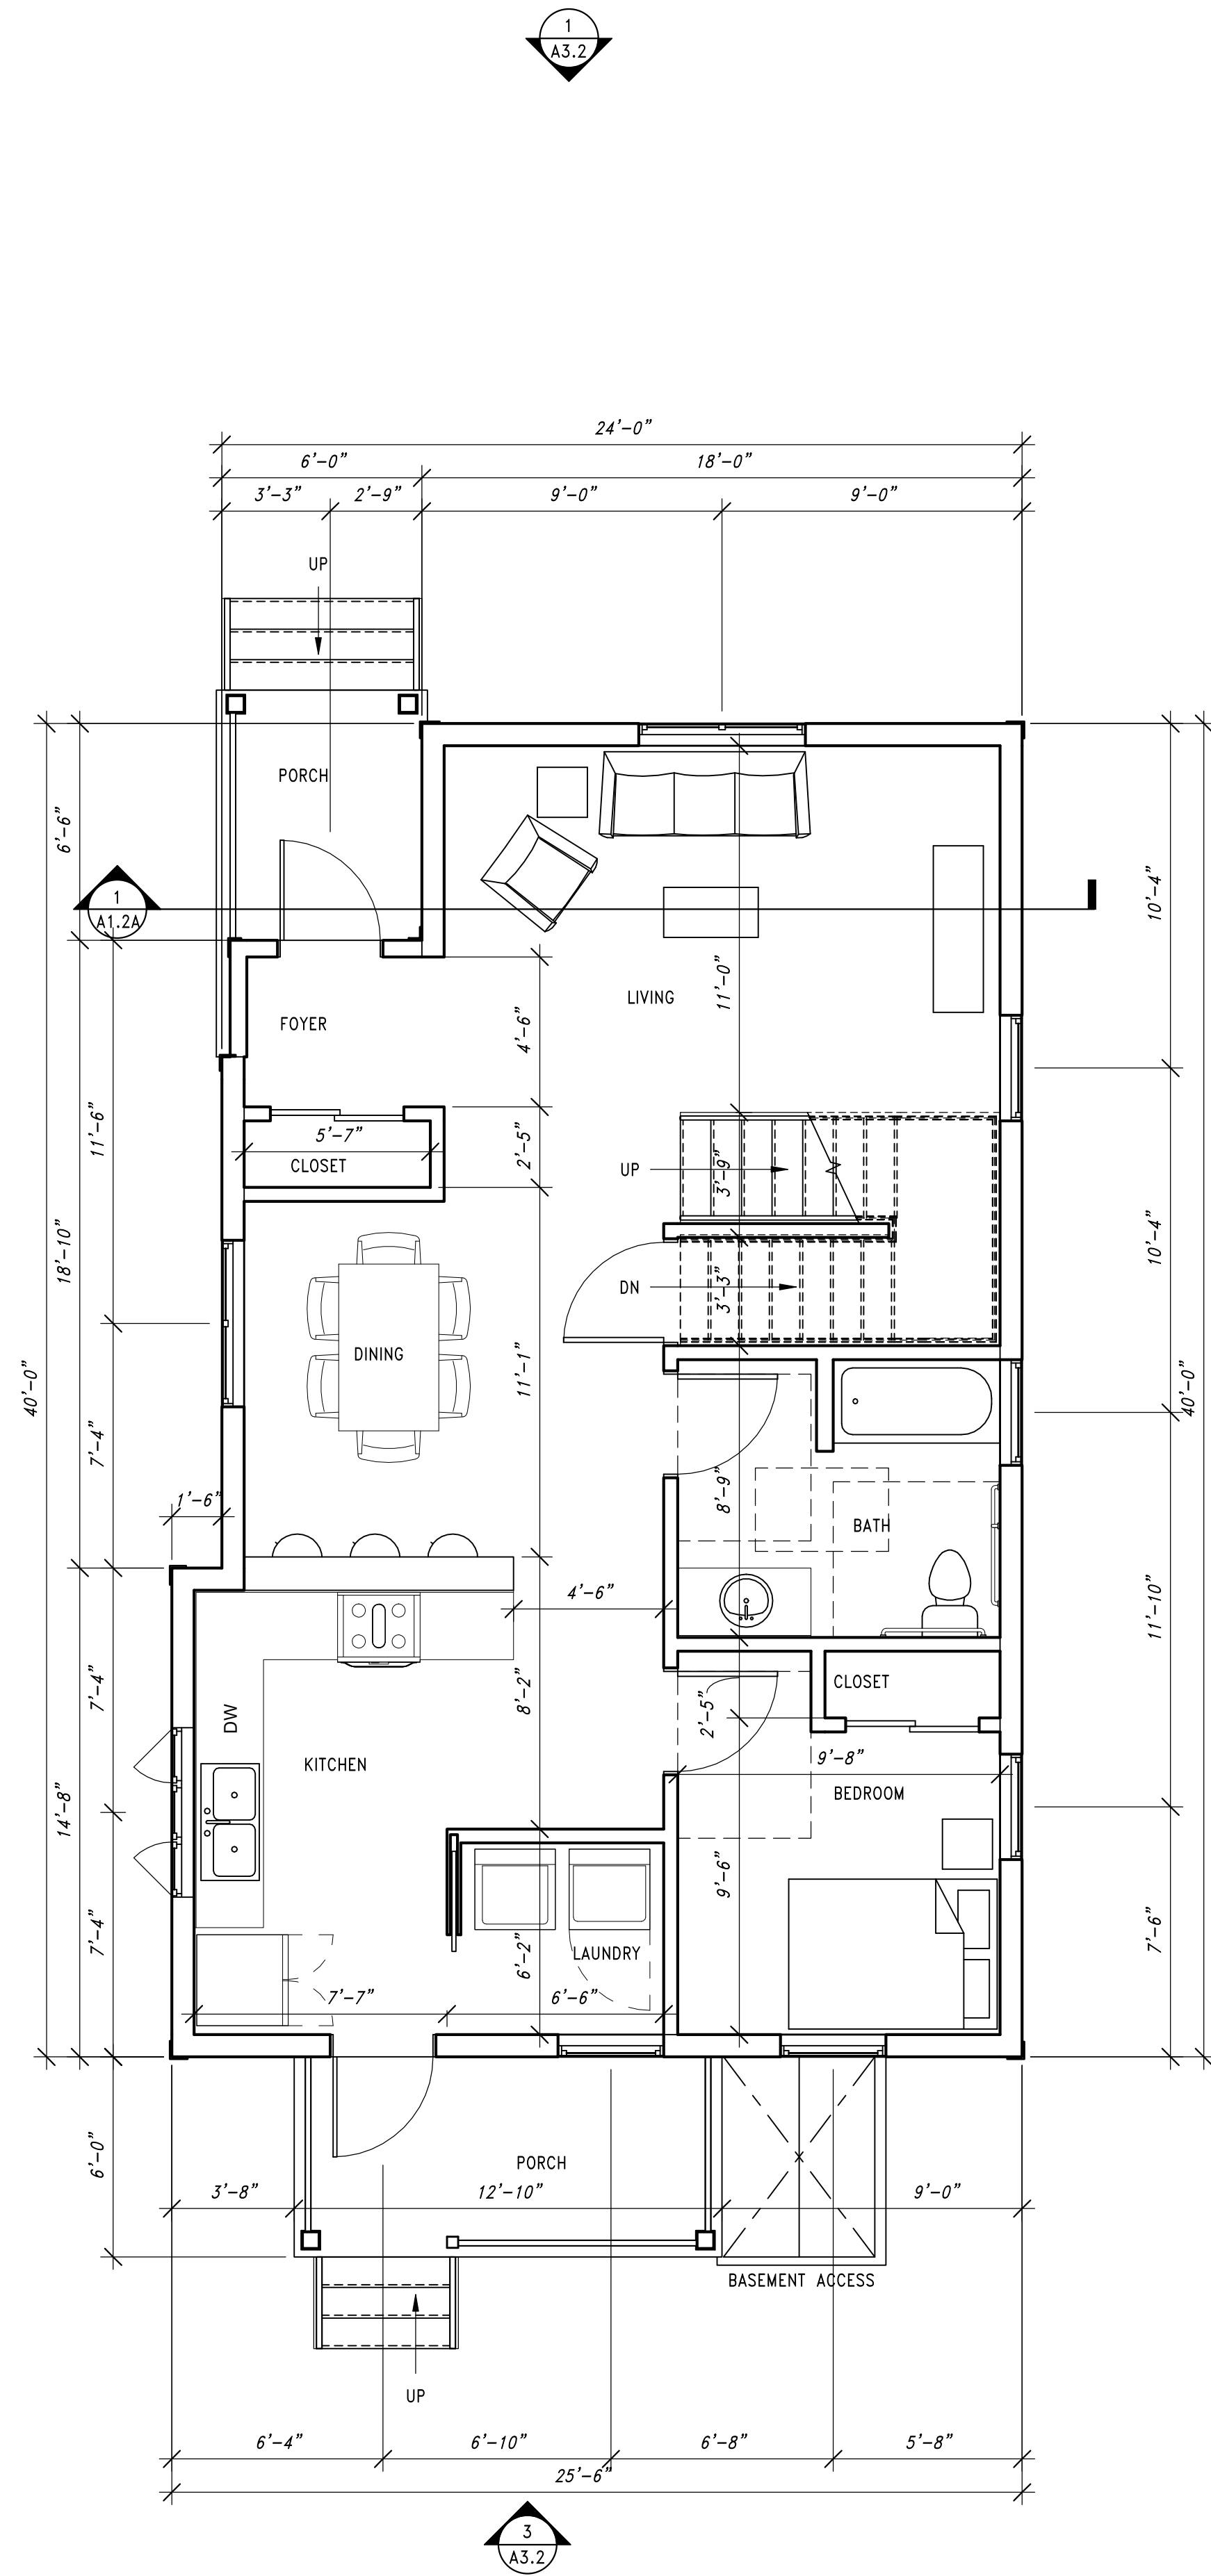 1
A3.2
24'-0"
6'-0" 18'-0"
3'-3" 2'-9" 9'-0" 9'-0"
UP
PORCH
6'-6"
10'-4"
1
A1.2A
11'-0"
LIVING
FOYER
4'-6"
11'-6"
5'-7"
CLOSET
2'-5"
UP
3'-9"
18'-10"
10'-4"
DN
3'-3"
DINING
11'-1"
40'-0"
40'-0"
7'-4"
1'-6"
8'-9"
BATH
4'-6"
11'-10"
7'-4"
8'-2"
CLOSET
2'-5"
DW
KITCHEN
9'-8"
BEDROOM
14'-8"
9'-6"
7'-4"
6'-2"
LAUNDRY
7'-6"
7'-7" 6'-6"
6'-0"
PORCH
3'-8" 12'-10" 9'-0"
BASEMENT ACCESS
UP
6'-4" 6'-10" 6'-8" 5'-8"
25'-6"
3
A3.2